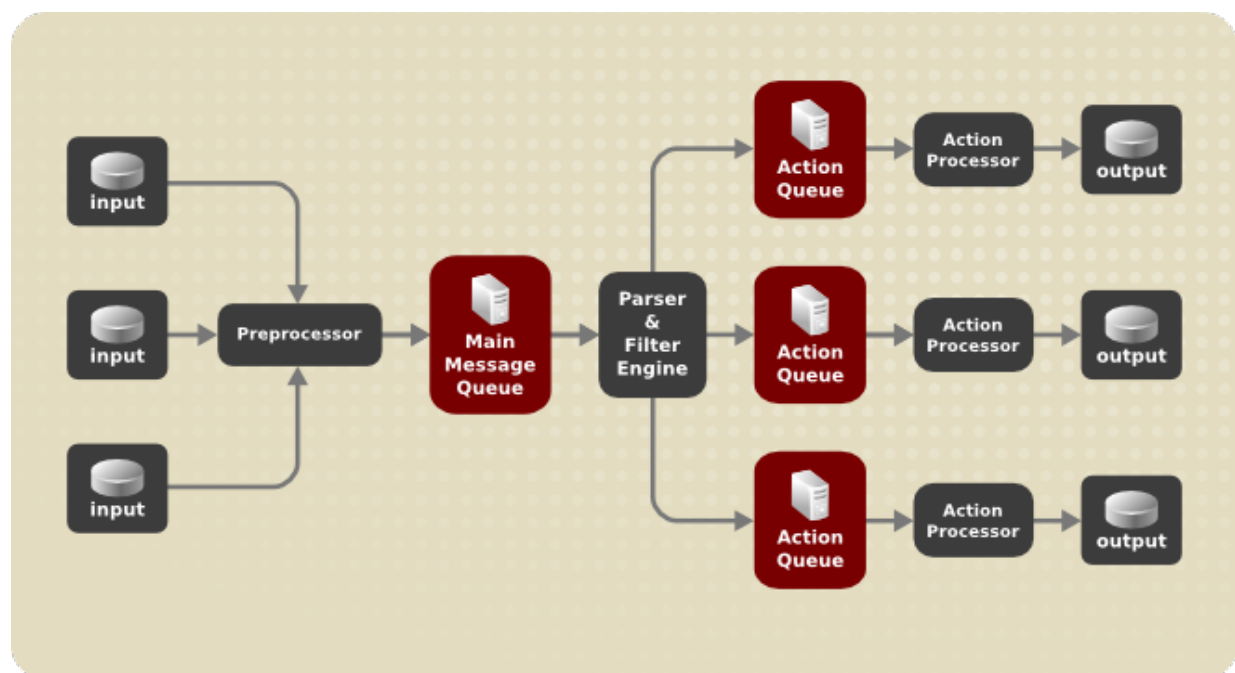 input
input
input
Preprocessor
Main
Message
Queue
Parser
&
Filter
Engine
Action
Queue
Action
Processor
output
Action
Queue
Action
Processor
output
Action
Queue
Action
Processor
output